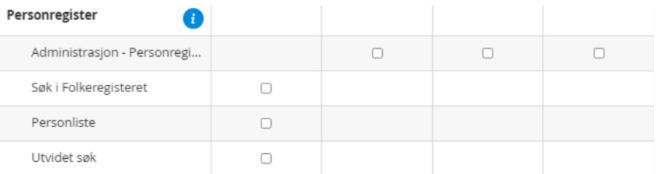 Personregister i
Administrasjon - Personregi...
Søk i Folkeregisteret
Personliste
Utvidet søk